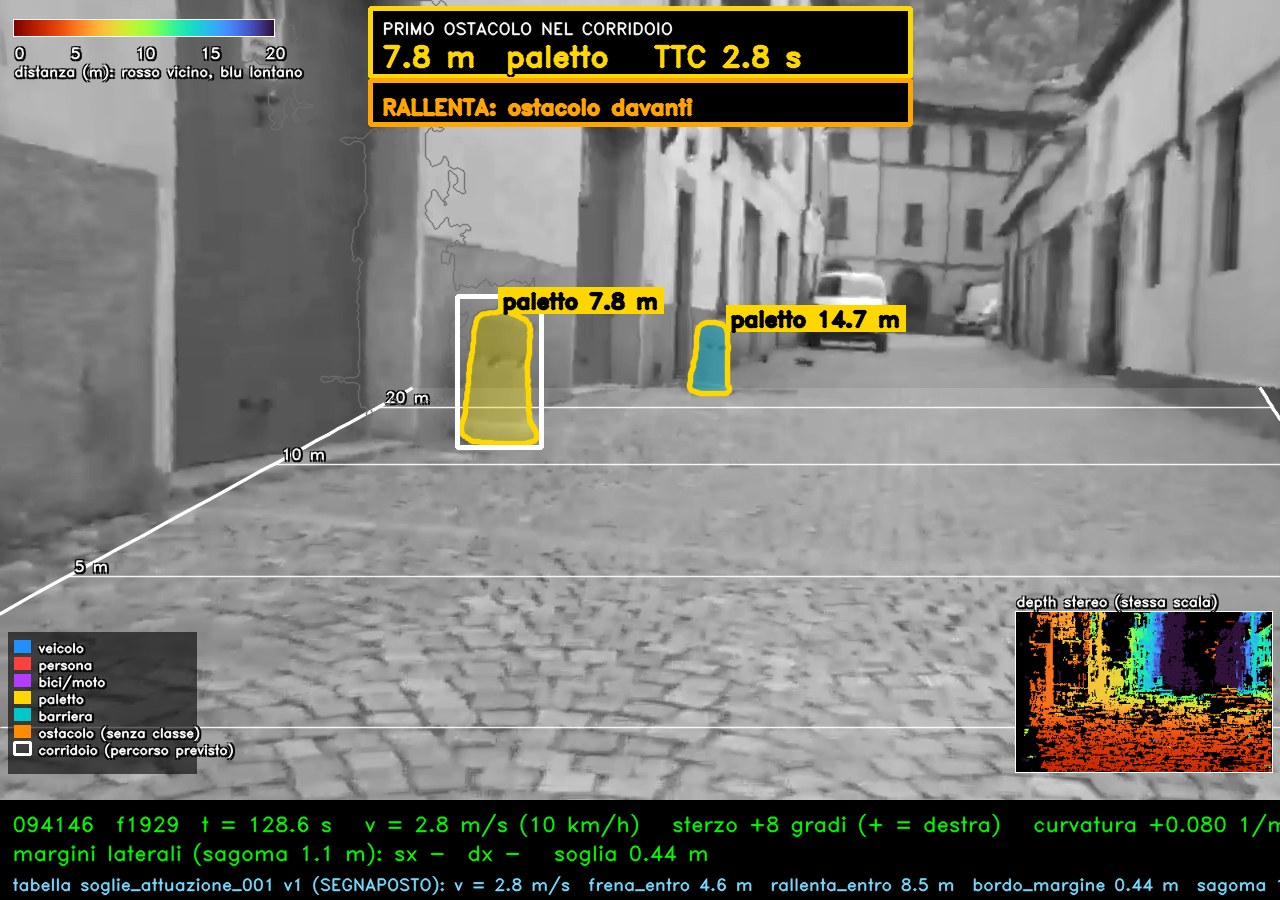 PRIMO OSTACOLO NEL CORRIDOIO
7.8 m paletto TTC 2.8 s
RALLENTA: ostacolo davanti
0 5 10 15 20
distanza (m): rosso vicino, blu lontano
paletto 7.8 m
paletto 14.7 m
20 m
10 m
5 m
depth stereo (stessa scala)
veicolo
persona
bici/moto
paletto
barriera
ostacolo (senza classe)
corridoio (percorso previsto)
094146 f1929 t = 128.6 s v = 2.8 m/s (10 km/h) sterzo +8 gradi (+ = destra) curvatura +0.080 1/m
margini laterali (sagoma 1.1 m): sx - dx - soglia 0.44 m
tabella soglie_attuazione_001 v1 (SEGNAPOSTO): v = 2.8 m/s frena_entro 4.6 m rallenta_entro 8.5 m bordo_margine 0.44 m sagoma